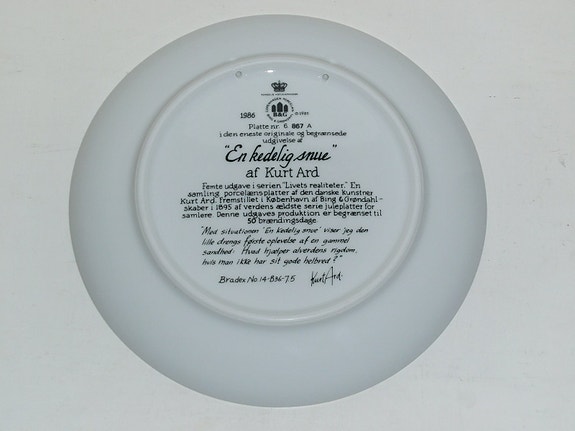 1986 B&G © 1985
Platte nr. G 867 A
i den eneste originale og begrænsede
udgivelse af
"En kedelig snue"
af Kurt Ard
Femte udgave i serien "Livets realiteter." En
samling porcelænsplatter af den danske kunstner
Kurt Ard, fremstillet i København af Bing & Grøndahl-
skaber i 1895 af verdens ældste serie juleplatter for
samlere. Denne udgaves produktion er begrænset til
50 brændingsdage.
"Med situationen 'En kedelig snue' viser jeg den
lille drengs første oplevelse af en gammel
sandhed: Hvad hjælper alverdens rigdom,
hvis man ikke har sit gode helbred?"
Bradex No 14-B36-7.5 Kurt Ard.